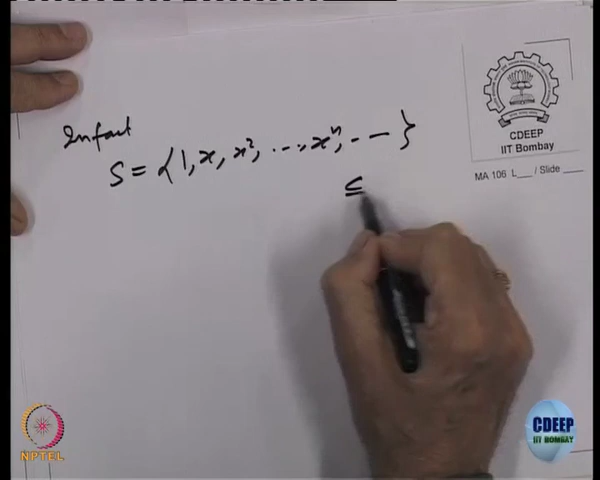 Infact
S = {1, x, x², ..., xⁿ, - - }
⊆
CDEEP
IIT Bombay
MA 106 L___ / Slide ___
NPTEL
CDEEP
IIT BOMBAY